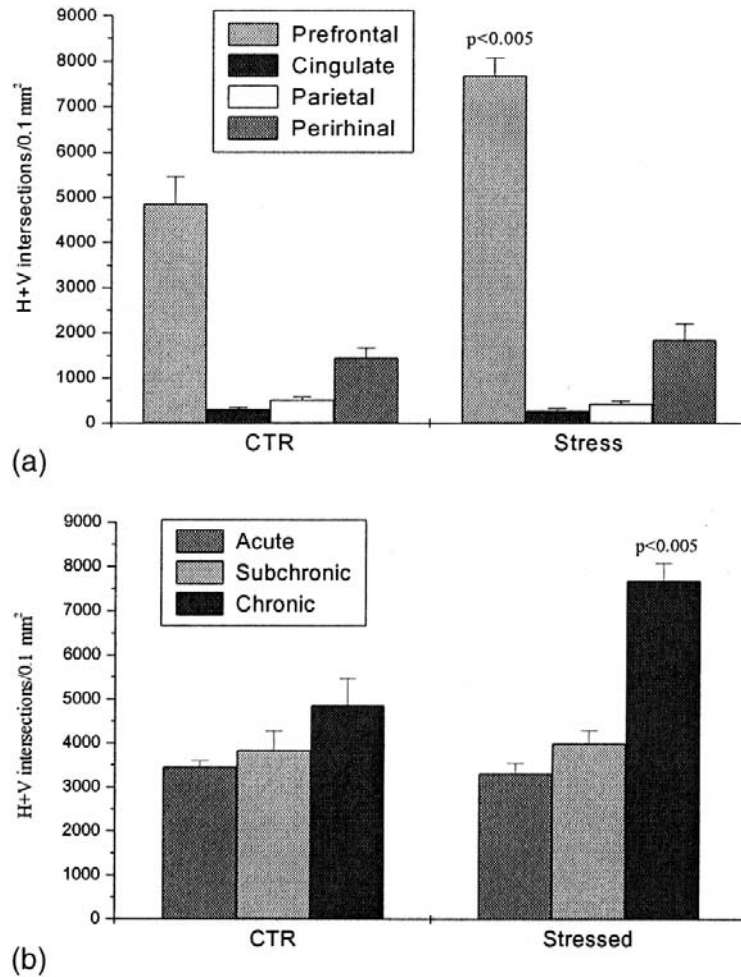 9000
8000
7000
6000
5000
4000
3000
2000
1000
0
H+V intersections/0.1 mm²
Prefrontal
Cingulate
Parietal
Perirhinal
p<0.005
CTR
Stress
(a)
9000
8000
7000
6000
5000
4000
3000
2000
1000
0
H+V intersections/0.1 mm²
Acute
Subchronic
Chronic
p<0.005
CTR
Stressed
(b)